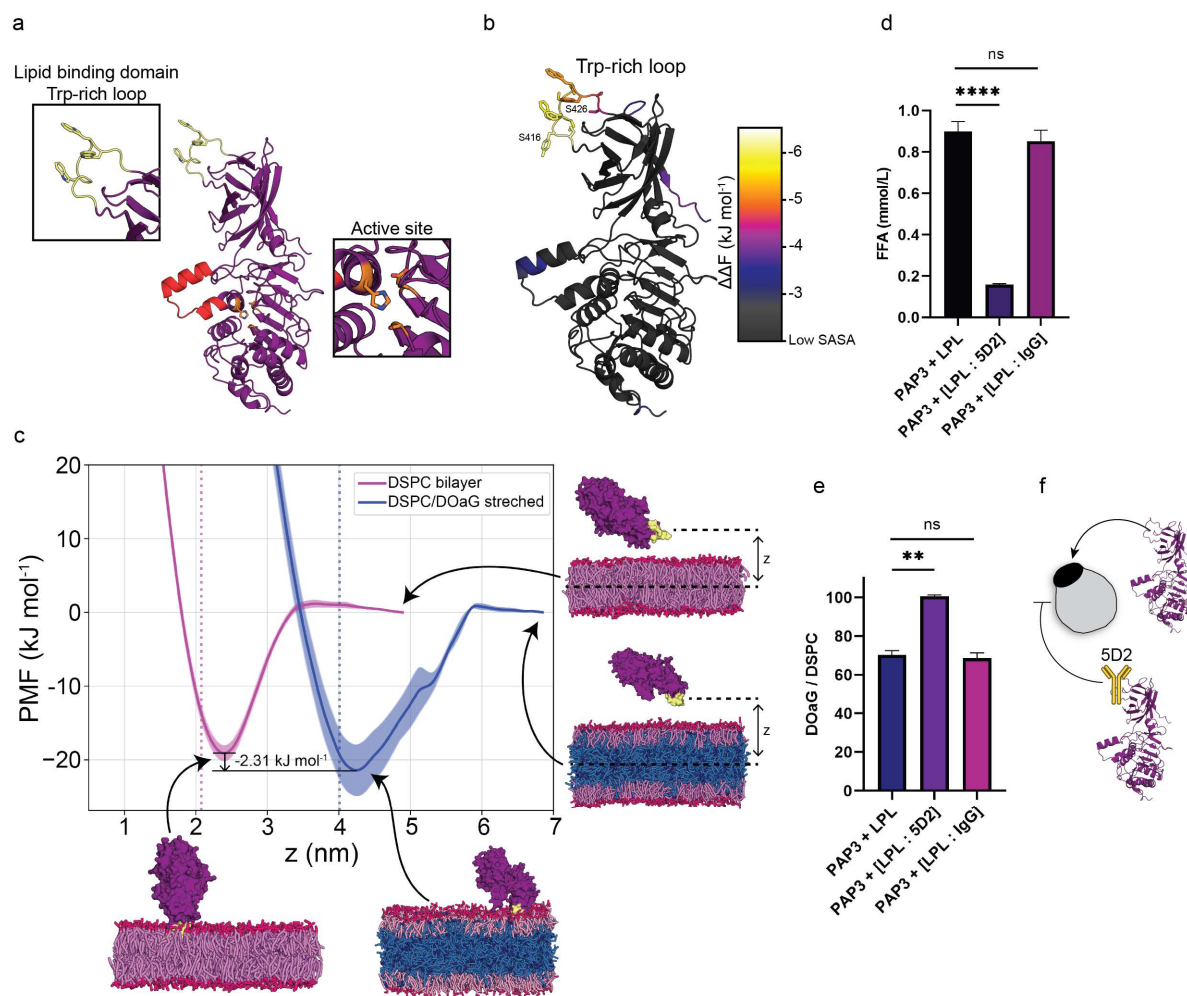 a
Lipid binding domain
Trp-rich loop
Active site
b
Trp-rich loop
S426
S416
-6
-5
-4
-3
Low SASA
ΔΔF (kJ mol⁻¹)
c
20
10
0
-10
-20
PMF (kJ mol⁻¹)
1
2
3
4
5
6
7
z (nm)
DSPC bilayer
DSPC/DOaG streched
-2.31 kJ mol⁻¹
z
z
d
ns
****
1.0
0.8
0.6
0.4
0.2
0.0
FFA (mmol/L)
PAP3 + LPL
PAP3 + [LPL : 5D2]
PAP3 + [LPL : IgG]
e
ns
**
100
80
60
40
20
0
DOaG / DSPC
PAP3 + LPL
PAP3 + [LPL : 5D2]
PAP3 + [LPL : IgG]
f
5D2